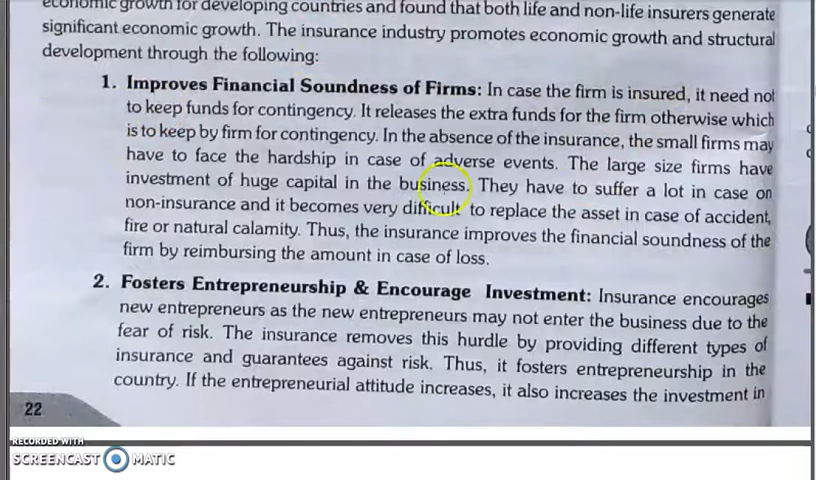 economic growth for developing countries and found that both life and non-life insurers generate
significant economic growth. The insurance industry promotes economic growth and structural
development through the following:
1. Improves Financial Soundness of Firms: In case the firm is insured, it need not
to keep funds for contingency. It releases the extra funds for the firm otherwise which
is to keep by firm for contingency. In the absence of the insurance, the small firms may
have to face the hardship in case of adverse events. The large size firms have
investment of huge capital in the business. They have to suffer a lot in case on
non-insurance and it becomes very difficult to replace the asset in case of accident,
fire or natural calamity. Thus, the insurance improves the financial soundness of the
firm by reimbursing the amount in case of loss.
2. Fosters Entrepreneurship & Encourage Investment: Insurance encourages
new entrepreneurs as the new entrepreneurs may not enter the business due to the
fear of risk. The insurance removes this hurdle by providing different types of
insurance and guarantees against risk. Thus, it fosters entrepreneurship in the
country. If the entrepreneurial attitude increases, it also increases the investment in
22
RECORDED WITH
SCREENCAST MATIC